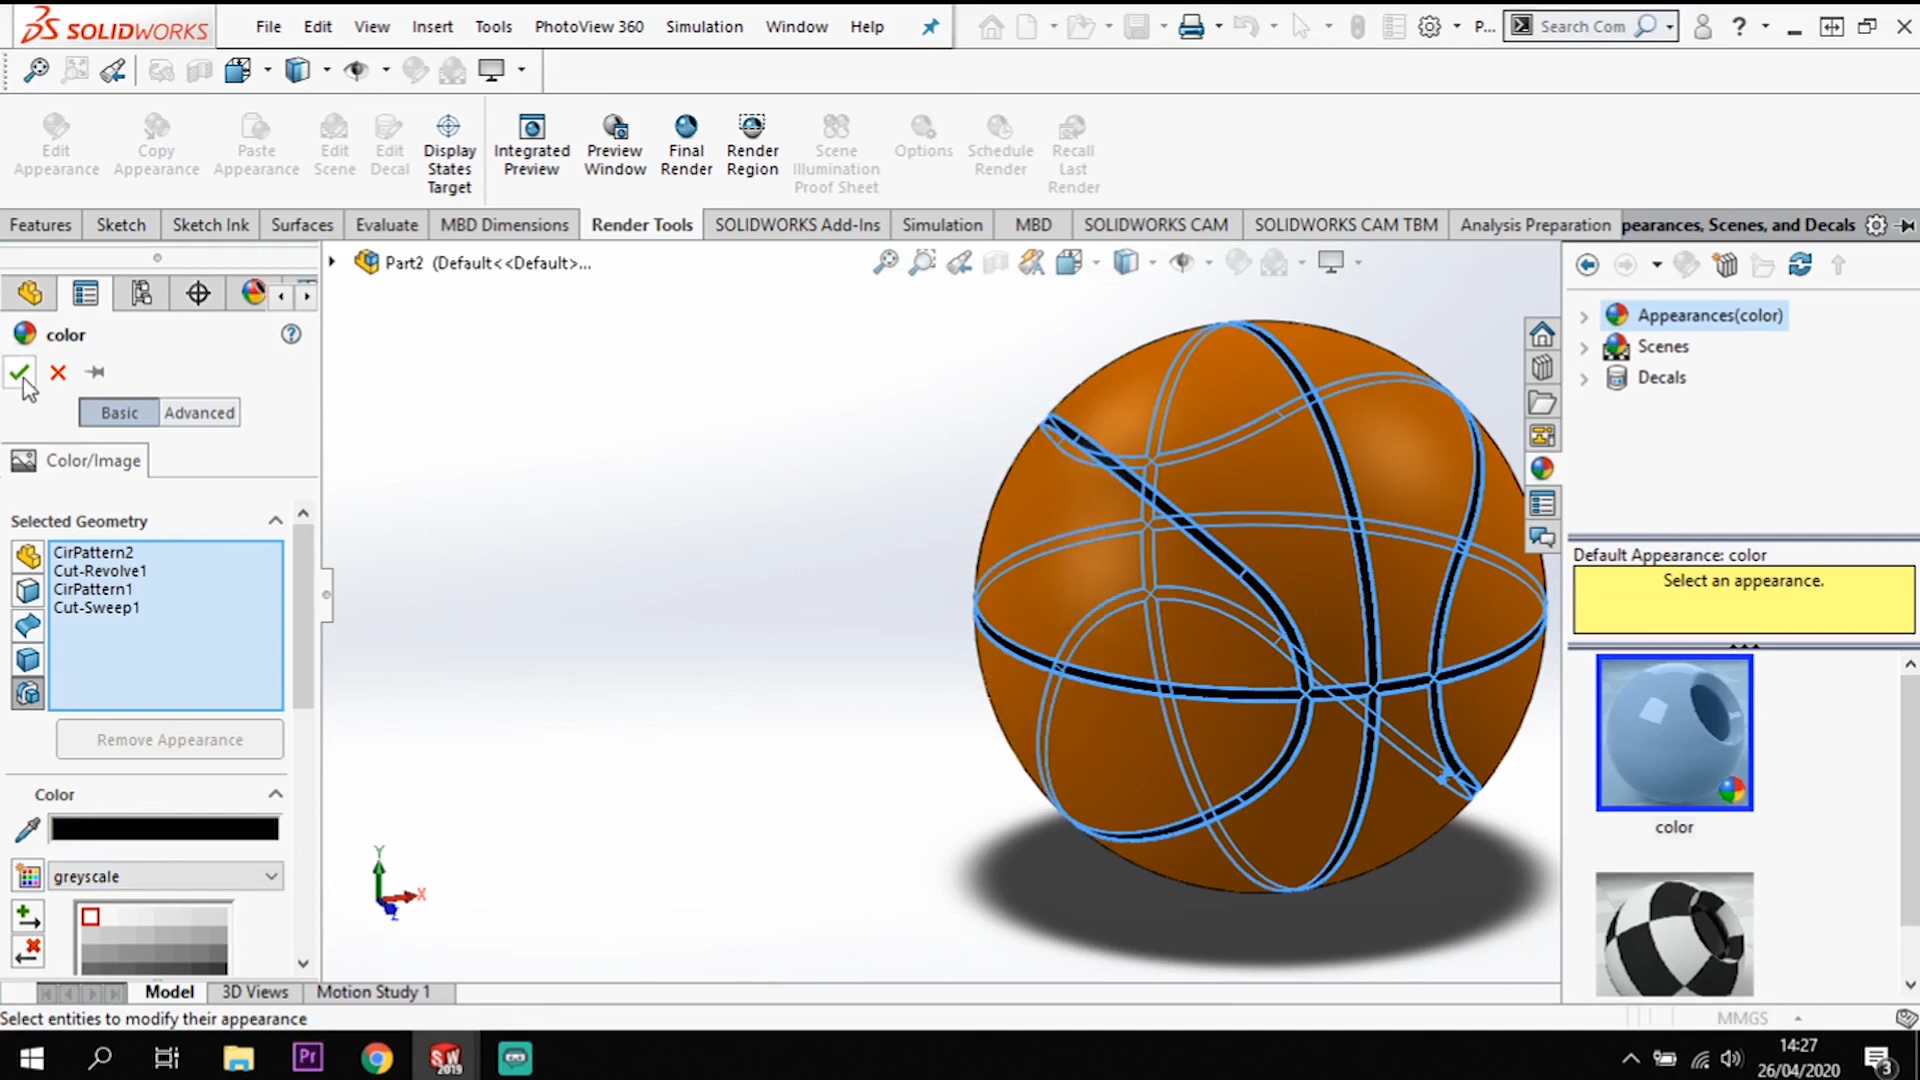 SOLIDWORKS
File Edit View Insert Tools PhotoView 360 Simulation Window Help
P... Search Com
Edit Appearance
Copy Appearance
Paste Appearance
Edit Scene
Edit Decal
Display States Target
Integrated Preview
Preview Window
Final Render
Render Region
Scene Illumination Proof Sheet
Options
Schedule Render
Recall Last Render
Features Sketch Sketch Ink Surfaces Evaluate MBD Dimensions Render Tools SOLIDWORKS Add-Ins Simulation MBD SOLIDWORKS CAM SOLIDWORKS CAM TBM Analysis Preparation
pearances, Scenes, and Decals
Part2 (Default<<Default>...
color
Basic Advanced
Color/Image
Selected Geometry
CirPattern2
Cut-Revolve1
CirPattern1
Cut-Sweep1
Remove Appearance
Color
greyscale
Y
X
Z
Appearances(color)
Scenes
Decals
Default Appearance: color
Select an appearance.
color
Model 3D Views Motion Study 1
Select entities to modify their appearance
MMGS
Pr
SW
2019
14:27
26/04/2020
3